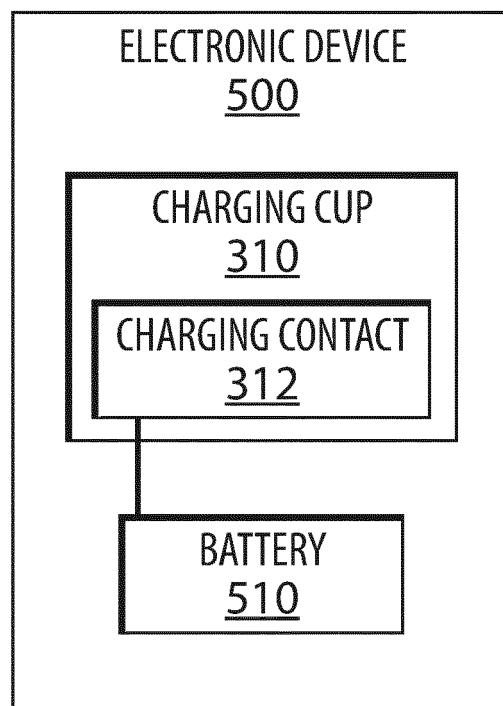 ELECTRONIC DEVICE
500
CHARGING CUP
310
CHARGING CONTACT
312
BATTERY
510